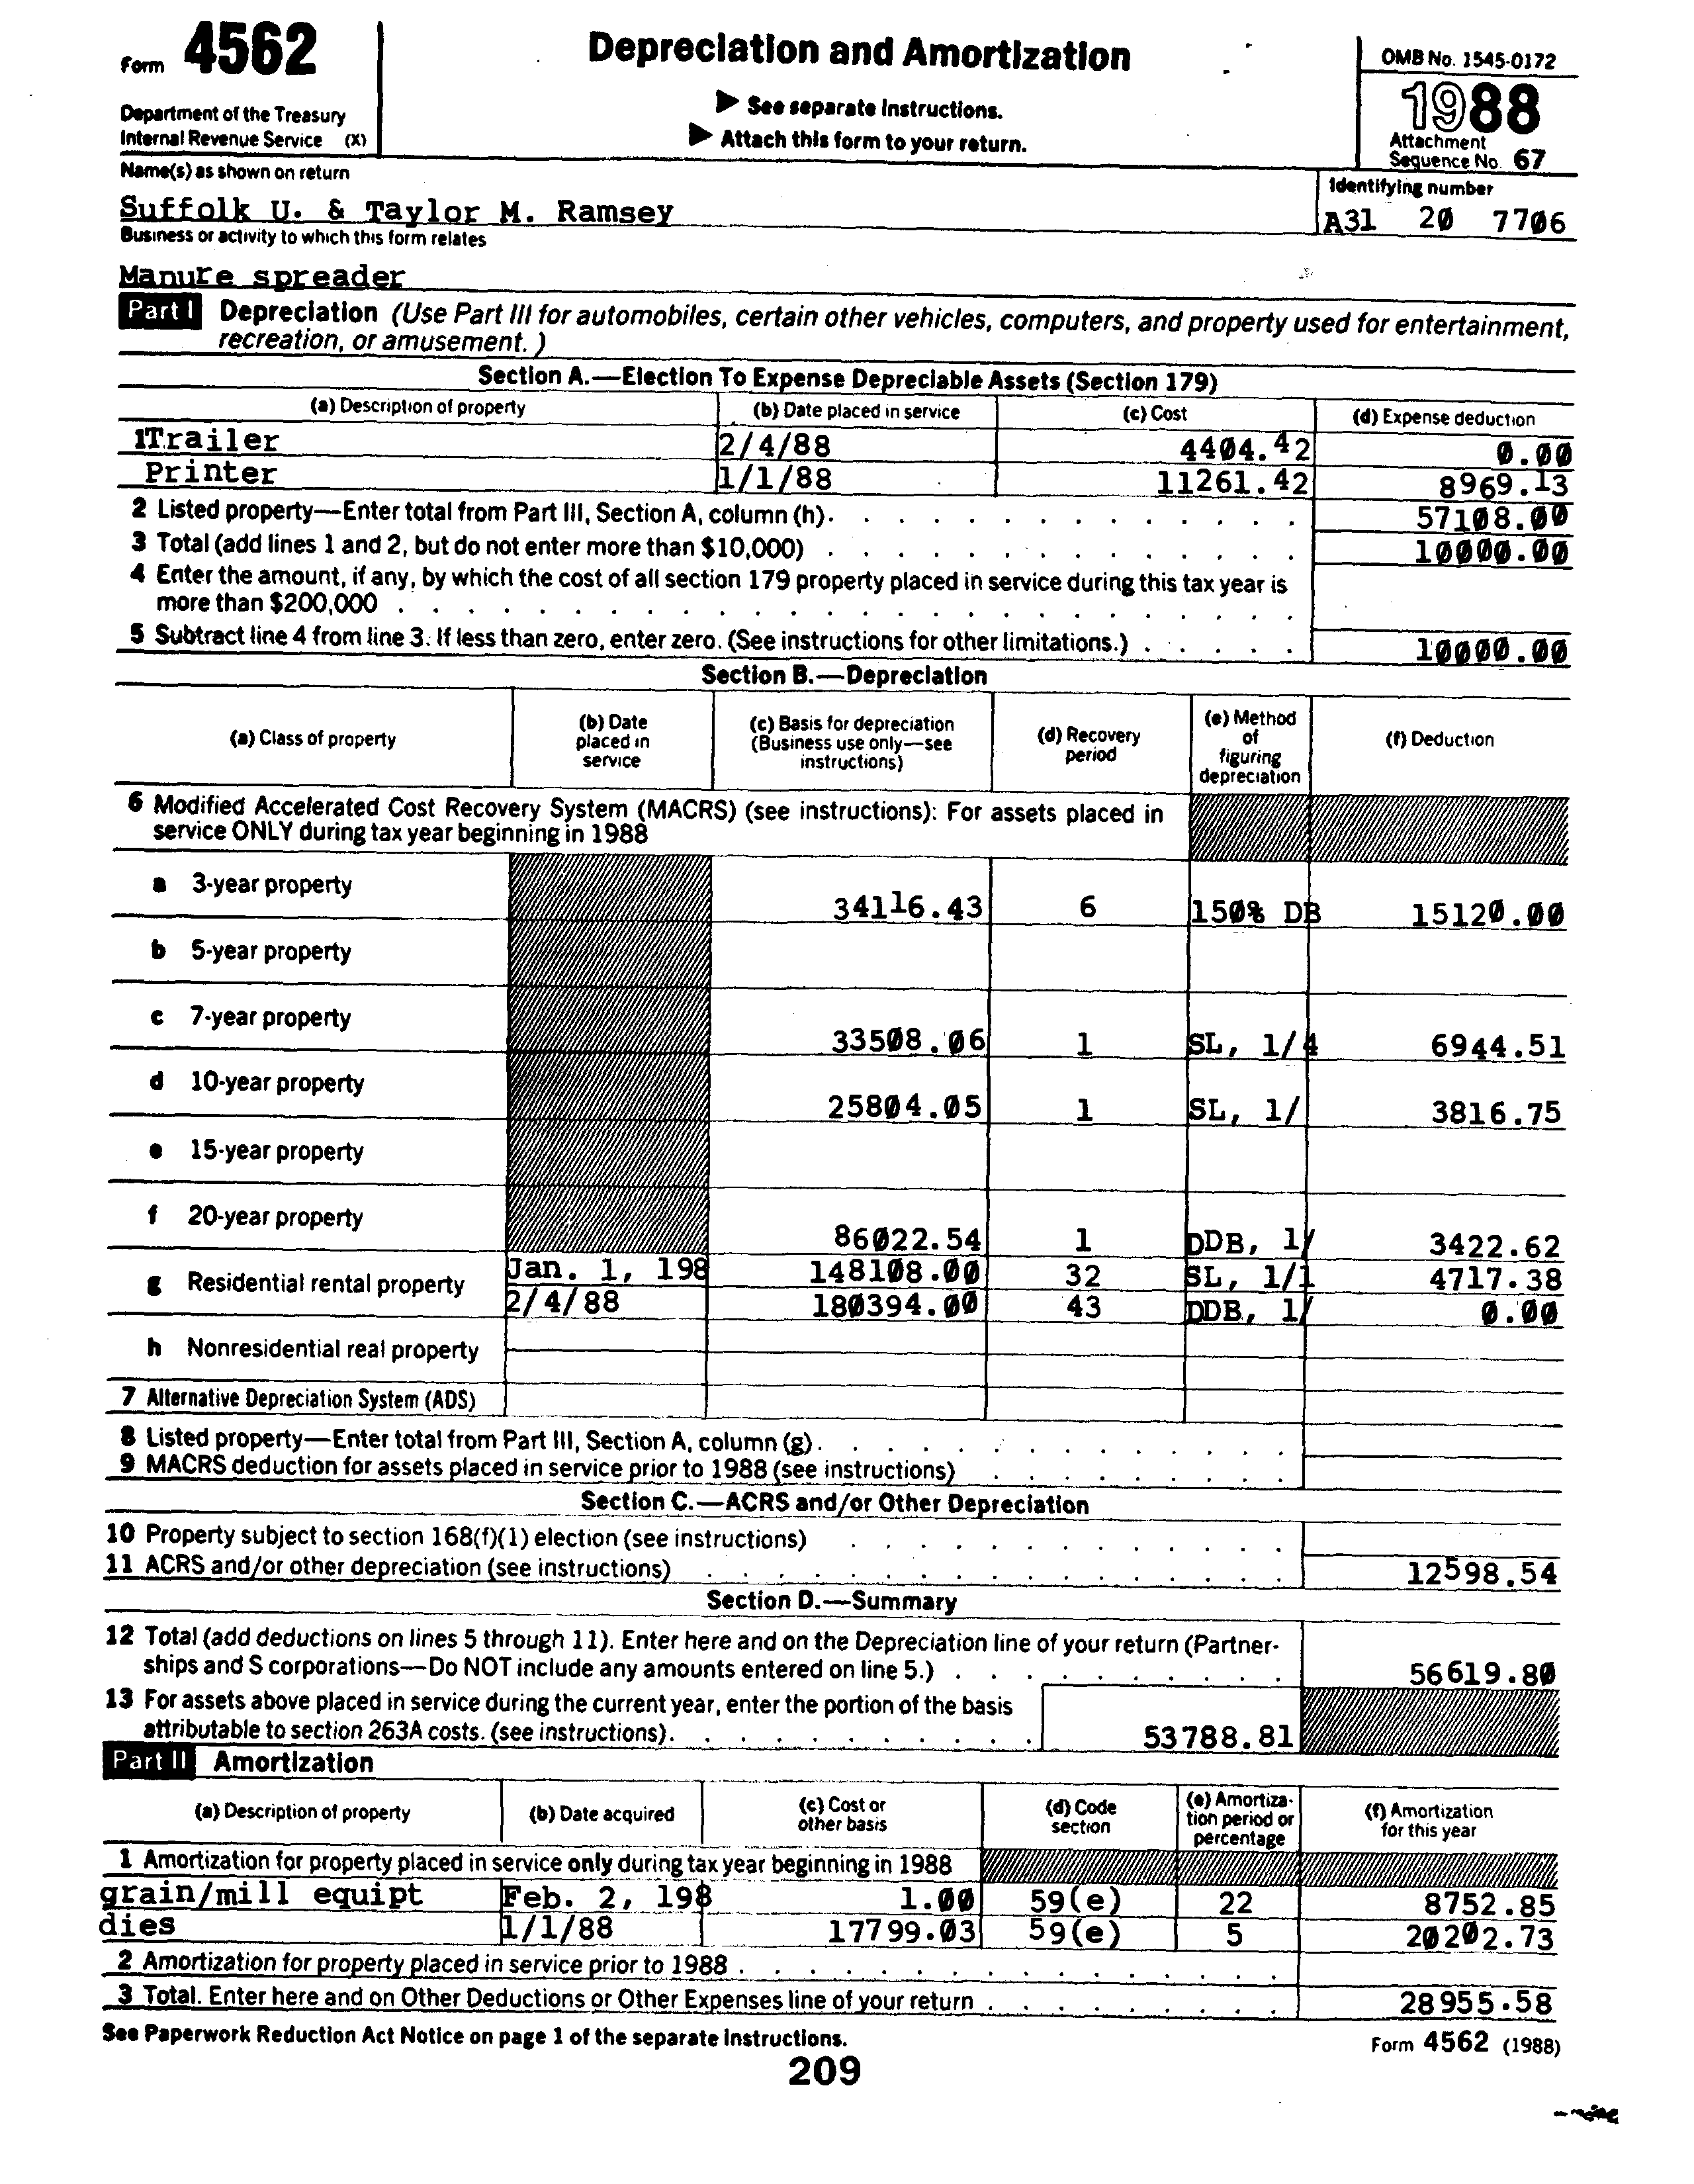 Form 4562
Department of the Treasury
Internal Revenue Service (X)
Depreciation and Amortization
▶ See separate Instructions.
▶ Attach this form to your return.
OMB No. 1545-0172
1988
Attachment
Sequence No. 67
Name(s) as shown on return
Identifying number
Suffolk U. & Taylor M. Ramsey
A31 20 7706
Business or activity to which this form relates
Manure spreader
Part I Depreciation (Use Part III for automobiles, certain other vehicles, computers, and property used for entertainment,
recreation, or amusement.)
Section A.—Election To Expense Depreciable Assets (Section 179)
(a) Description of property (b) Date placed in service (c) Cost (d) Expense deduction
1 Trailer 2/4/88 4404.42 0.00
Printer 1/1/88 11261.42 8969.13
2 Listed property—Enter total from Part III, Section A, column (h). 57108.00
3 Total (add lines 1 and 2, but do not enter more than $10,000) 10000.00
4 Enter the amount, if any, by which the cost of all section 179 property placed in service during this tax year is
more than $200,000
5 Subtract line 4 from line 3. If less than zero, enter zero. (See instructions for other limitations.) 10000.00
Section B.—Depreciation
(a) Class of property
(b) Date
placed in
service
(c) Basis for depreciation
(Business use only—see
instructions)
(d) Recovery
period
(e) Method
of
figuring
depreciation
(f) Deduction
6 Modified Accelerated Cost Recovery System (MACRS) (see instructions): For assets placed in
service ONLY during tax year beginning in 1988
a 3-year property 34116.43 6 150% DB 15120.00
b 5-year property
c 7-year property 33508.06 1 SL, 1/4 6944.51
d 10-year property 25804.05 1 SL, 1/ 3816.75
e 15-year property
f 20-year property 86022.54 1 DDB, 1/ 3422.62
g Residential rental property Jan. 1, 198 148108.00 32 SL, 1/1 4717.38
2/4/88 180394.00 43 DDB, 1/ 0.00
h Nonresidential real property
7 Alternative Depreciation System (ADS)
8 Listed property—Enter total from Part III, Section A, column (g).
9 MACRS deduction for assets placed in service prior to 1988 (see instructions)
Section C.—ACRS and/or Other Depreciation
10 Property subject to section 168(f)(1) election (see instructions)
11 ACRS and/or other depreciation (see instructions) 12598.54
Section D.—Summary
12 Total (add deductions on lines 5 through 11). Enter here and on the Depreciation line of your return (Partner-
ships and S corporations—Do NOT include any amounts entered on line 5.) 56619.80
13 For assets above placed in service during the current year, enter the portion of the basis
attributable to section 263A costs. (see instructions). 53788.81
Part II Amortization
(a) Description of property
(b) Date acquired
(c) Cost or
other basis
(d) Code
section
(e) Amortiza-
tion period or
percentage
(f) Amortization
for this year
1 Amortization for property placed in service only during tax year beginning in 1988
grain/mill equipt Feb. 2, 198 1.00 59(e) 22 8752.85
dies 1/1/88 17799.03 59(e) 5 20202.73
2 Amortization for property placed in service prior to 1988
3 Total. Enter here and on Other Deductions or Other Expenses line of your return 28955.58
See Paperwork Reduction Act Notice on page 1 of the separate instructions.
Form 4562 (1988)
209